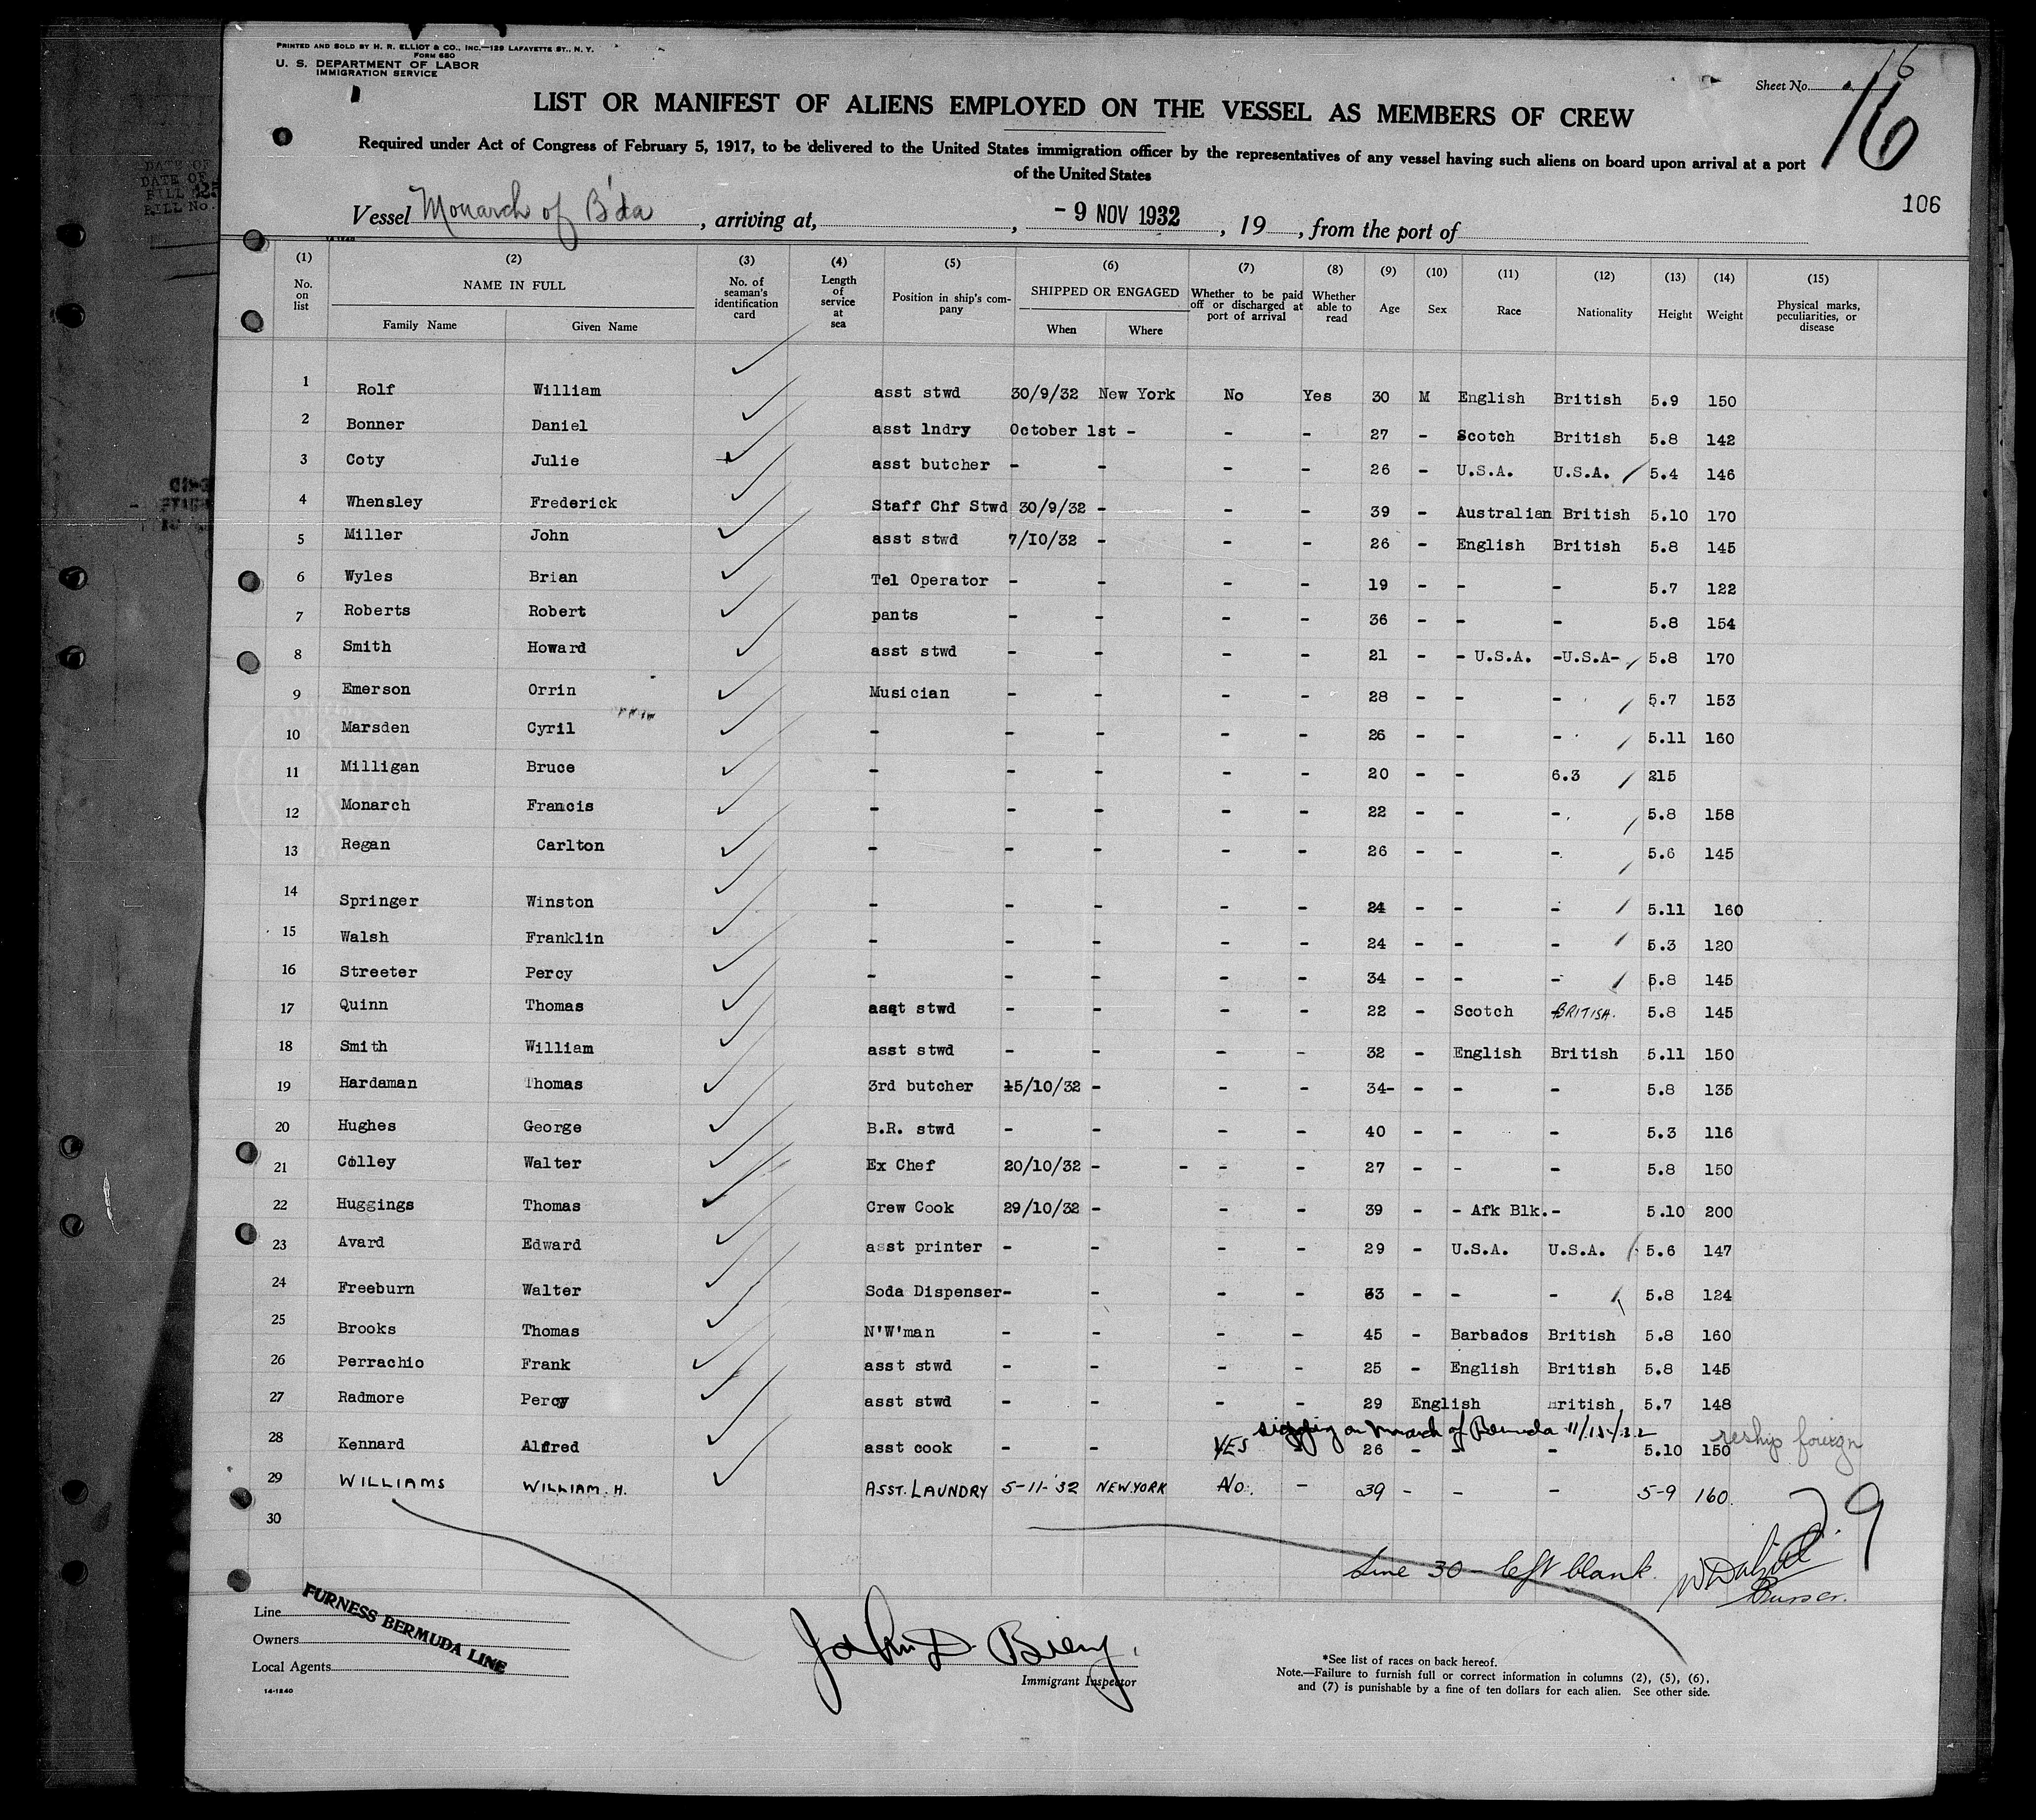 PRINTED AND SOLD BY H. R. ELLIOT & CO., INC.—129 LAFAYETTE ST., N. Y.
FORM 680
U. S. DEPARTMENT OF LABOR
IMMIGRATION SERVICE
Sheet No. 16
16
LIST OR MANIFEST OF ALIENS EMPLOYED ON THE VESSEL AS MEMBERS OF CREW
Required under Act of Congress of February 5, 1917, to be delivered to the United States immigration officer by the representatives of any vessel having such aliens on board upon arrival at a port
of the United States
106
Vessel Monarch of B'da, arriving at, , - 9 NOV 1932, 19 , from the port of
14-1240
(1) No. on list (2) NAME IN FULL Family Name Given Name (3) No. of seaman's identification card (4) Length of service at sea (5) Position in ship's company (6) SHIPPED OR ENGAGED When Where (7) Whether to be paid off or discharged at port of arrival (8) Whether able to read (9) Age (10) Sex (11) Race (12) Nationality (13) Height (14) Weight (15) Physical marks, peculiarities, or disease
1 Rolf William asst stwd 30/9/32 New York No Yes 30 M English British 5.9 150
2 Bonner Daniel asst lndry October 1st - - - 27 - Scotch British 5.8 142
3 Coty Julie asst butcher - - - - 26 - U.S.A. U.S.A. 5.4 146
4 Whensley Frederick Staff Chf Stwd 30/9/32 - - - 39 - Australian British 5.10 170
5 Miller John asst stwd 7/10/32 - - - 26 - English British 5.8 145
6 Wyles Brian Tel Operator - - - - 19 - - - 5.7 122
7 Roberts Robert pants - - - - 36 - - - 5.8 154
8 Smith Howard asst stwd - - - - 21 - - U.S.A. -U.S.A- 5.8 170
9 Emerson Orrin Musician - - - - 28 - - - 5.7 153
10 Marsden Cyril - - - - - 26 - - - 5.11 160
11 Milligan Bruce - - - - - 20 - - 6.3 215
12 Monarch Francis - - - - - 22 - - - 5.8 158
13 Regan Carlton - - - - - 26 - - - 5.6 145
14 Springer Winston - - - - - 24 - - - 5.11 160
15 Walsh Franklin - - - - - 24 - - - 5.3 120
16 Streeter Percy - - - - - 34 - - - 5.8 145
17 Quinn Thomas asst stwd - - - - 22 - Scotch BRITISH. 5.8 145
18 Smith William asst stwd - - - - 32 - English British 5.11 150
19 Hardaman Thomas 3rd butcher 15/10/32 - - - 34- - - - 5.8 135
20 Hughes George B.R. stwd - - - - 40 - - - 5.3 116
21 Colley Walter Ex Chef 20/10/32 - - - - 27 - - - 5.8 150
22 Huggings Thomas Crew Cook 29/10/32 - - - 39 - - Afk Blk.- 5.10 200
23 Avard Edward asst printer - - - - 29 - U.S.A. U.S.A. 5.6 147
24 Freeburn Walter Soda Dispenser- - - - 33 - - - 5.8 124
25 Brooks Thomas N'W'man - - - - 45 - Barbados British 5.8 160
26 Perrachio Frank asst stwd - - - - 25 - English British 5.8 145
27 Radmore Percy asst stwd - - - - 29 English British 5.7 148
signing on Monarch of Bermuda 11/15/32 reship foreign
28 Kennard Alfred asst cook - - YES - 26 - - - 5.10 150
29 WILLIAMS WILLIAM. H. ASST. LAUNDRY 5-11-'32 NEW.YORK No. - 39 - - - 5-9 160.
30
Line 30 - left blank.
Purser.
Line
Owners
Local Agents
FURNESS BERMUDA LINE
14-1240
John D. Bieny.
Immigrant Inspector
*See list of races on back hereof.
Note.—Failure to furnish full or correct information in columns (2), (5), (6),
and (7) is punishable by a fine of ten dollars for each alien. See other side.